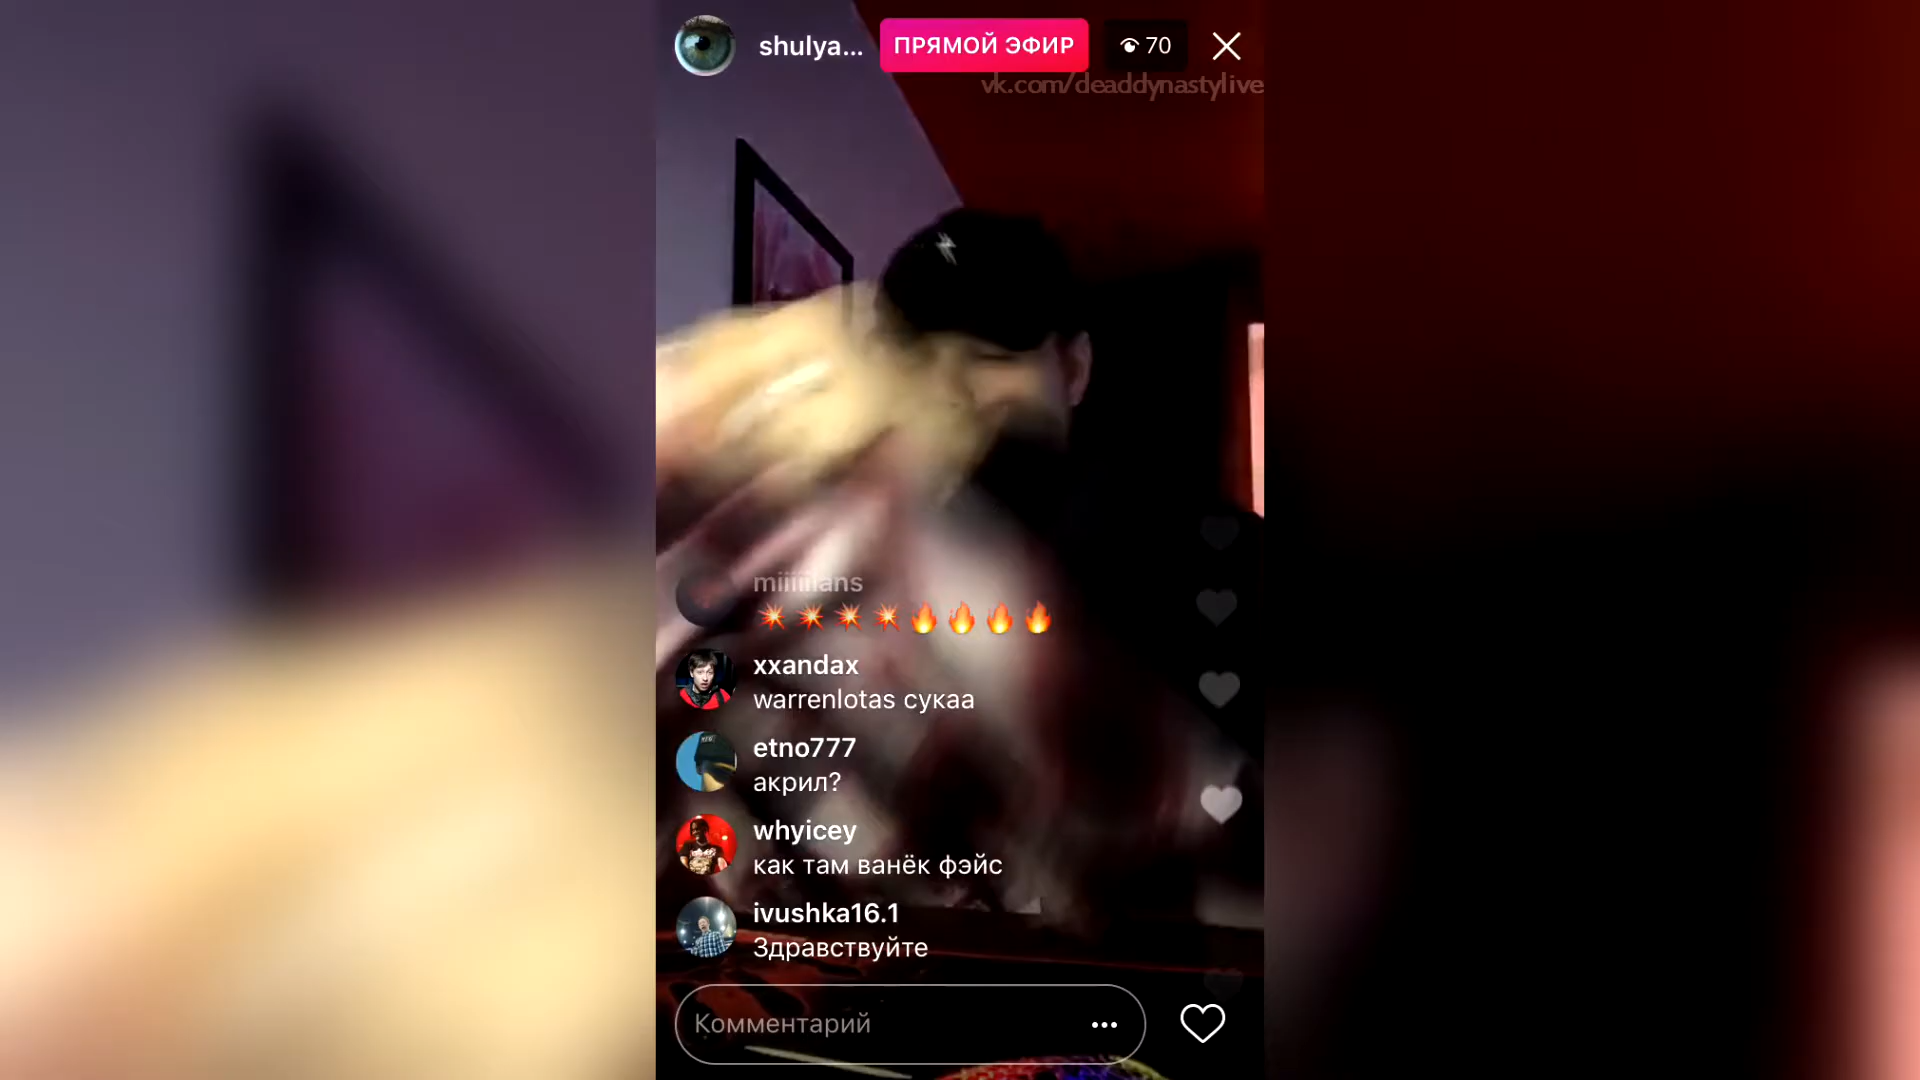 shulya...
ПРЯМОЙ ЭФИР
70
vk.com/deaddynastylive
miiiiilans
💥💥💥💥🔥🔥🔥🔥
xxandax
warrenlotas сукаа
etno777
акрил?
whyicey
как там ванёк фэйс
ivushka16.1
Здравствуйте
Комментарий